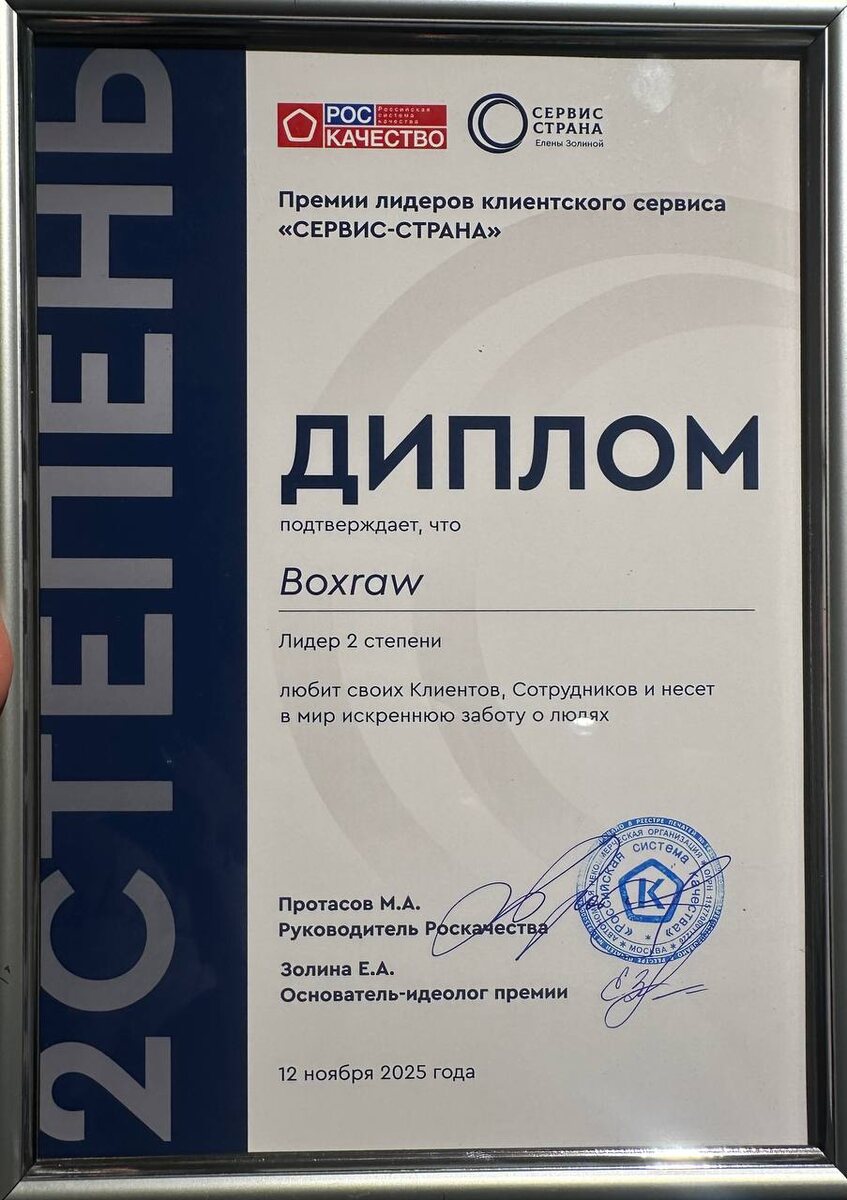 2 СТЕПЕНЬ
РОС
КАЧЕСТВО
Российская
система
качества
СЕРВИС
СТРАНА
Елены Золиной
Премии лидеров клиентского сервиса
«СЕРВИС-СТРАНА»
ДИПЛОМ
подтверждает, что
Boxraw
Лидер 2 степени
любит своих Клиентов, Сотрудников и несет
в мир искреннюю заботу о людях
Протасов М.А.
Руководитель Роскачества
Золина Е.А.
Основатель-идеолог премии
«Российская система качества»
К
МОСКВА
12 ноября 2025 года